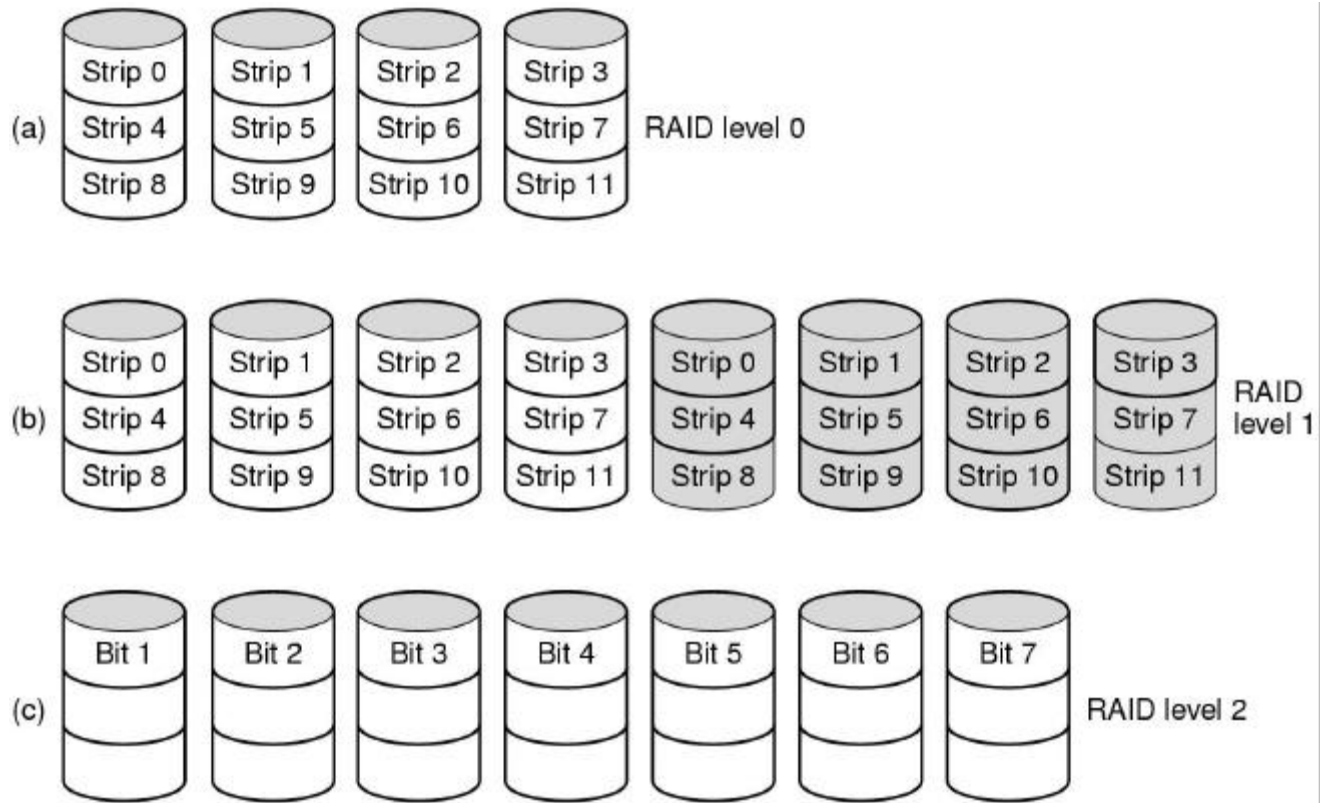 Strip 0 Strip 1 Strip 2 Strip 3
(a) Strip 4 Strip 5 Strip 6 Strip 7 RAID level 0
Strip 8 Strip 9 Strip 10 Strip 11
Strip 0 Strip 1 Strip 2 Strip 3 Strip 0 Strip 1 Strip 2 Strip 3
(b) Strip 4 Strip 5 Strip 6 Strip 7 Strip 4 Strip 5 Strip 6 Strip 7 RAID level 1
Strip 8 Strip 9 Strip 10 Strip 11 Strip 8 Strip 9 Strip 10 Strip 11
Bit 1 Bit 2 Bit 3 Bit 4 Bit 5 Bit 6 Bit 7
(c) RAID level 2